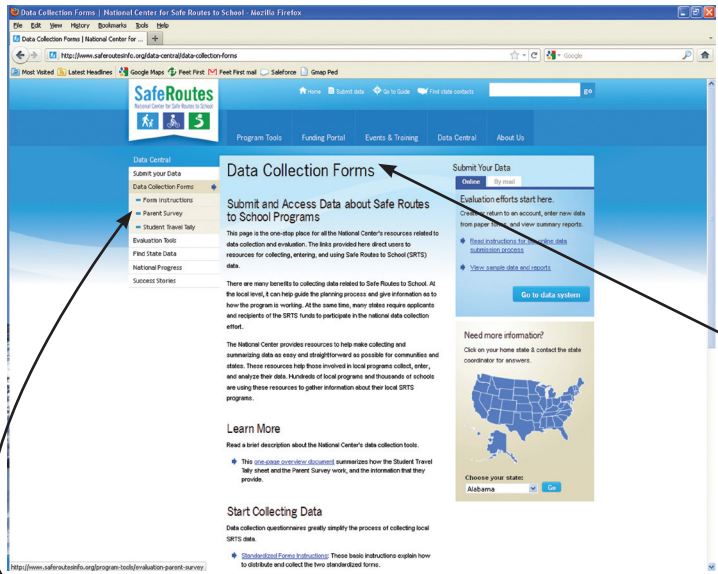 Data Collection Forms | National Center for Safe Routes to School - Mozilla Firefox
File Edit View History Bookmarks Tools Help
Data Collection Forms | National Center for ... +
http://www.saferoutesinfo.org/data-central/data-collection-forms
Google
Most Visited Latest Headlines Google Maps Feet First Feet First mail Saleforce Gmap Ped
SafeRoutes
National Center for Safe Routes to School
Home Submit data Go to Guide Find state contacts go
Program Tools Funding Portal Events & Training Data Central About Us
Data Central
Submit your Data
Data Collection Forms
Form Instructions
Parent Survey
Student Travel Tally
Evaluation Tools
Find State Data
National Progress
Success Stories
Data Collection Forms
Submit and Access Data about Safe Routes
to School Programs
This page is the one-stop place for all the National Center's resources related to
data collection and evaluation. The links provided here direct users to
resources for collecting, entering, and using Safe Routes to School (SRTS)
data.
There are many benefits to collecting data related to Safe Routes to School. At
the local level, it can help guide the planning process and give information as to
how the program is working. At the same time, many states require applicants
and recipients of the SRTS funds to participate in the national data collection
effort.
The National Center provides resources to help make collecting and
summarizing data as easy and straightforward as possible for communities and
states. These resources help those involved in local programs collect, enter,
and analyze their data. Hundreds of local programs and thousands of schools
are using these resources to gather information about their local SRTS
programs.
Learn More
Read a brief description about the National Center's data collection tools.
This one-page overview document summarizes how the Student Travel
Tally sheet and the Parent Survey work, and the information that they
provide.
Start Collecting Data
Data collection questionnaires greatly simplify the process of collecting local
SRTS data.
Standardized Forms Instructions: These basic instructions explain how
to distribute and collect the two standardized forms.
Submit Your Data
Online By mail
Evaluation efforts start here.
Create or return to an account, enter new data
from paper forms, and view summary reports.
Read instructions for the online data
submission process
View sample data and reports
Go to data system
Need more information?
Click on your home state & contact the state
coordinator for answers.
Choose your state:
Alabama Go
http://www.saferoutesinfo.org/program-tools/evaluation-parent-survey